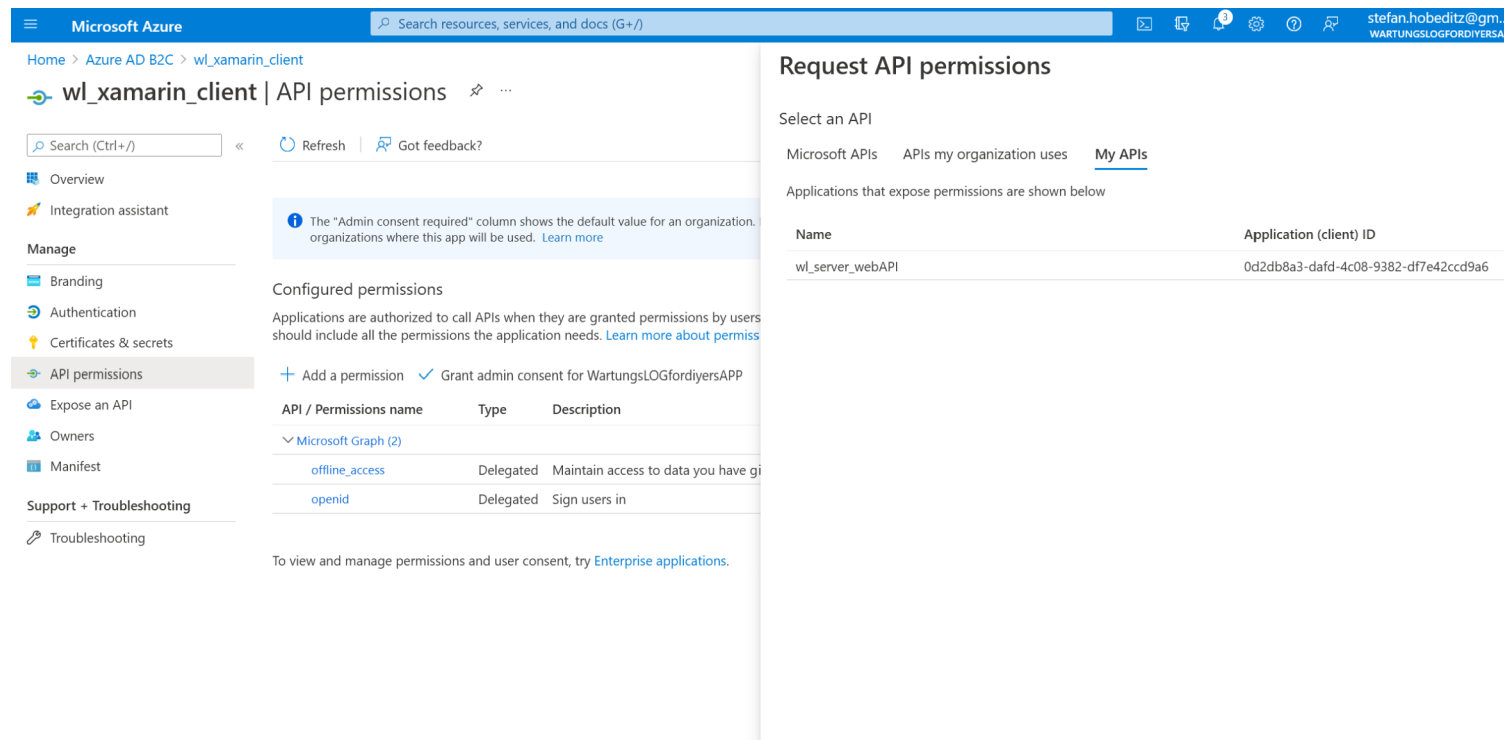 Microsoft Azure
Search resources, services, and docs (G+/)
3
stefan.hobeditz@gm...
WARTUNGSLOGFORDIYERSA
Home > Azure AD B2C > wl_xamarin_client
wl_xamarin_client | API permissions
Search (Ctrl+/)
«
Overview
Integration assistant
Manage
Branding
Authentication
Certificates & secrets
API permissions
Expose an API
Owners
Manifest
Support + Troubleshooting
Troubleshooting
Refresh
Got feedback?
The "Admin consent required" column shows the default value for an organization.
organizations where this app will be used. Learn more
Configured permissions
Applications are authorized to call APIs when they are granted permissions by users
should include all the permissions the application needs. Learn more about permiss
+ Add a permission
Grant admin consent for WartungsLOGfordiyersAPP
API / Permissions name Type Description
Microsoft Graph (2)
offline_access Delegated Maintain access to data you have gi
openid Delegated Sign users in
To view and manage permissions and user consent, try Enterprise applications.
Request API permissions
Select an API
Microsoft APIs APIs my organization uses My APIs
Applications that expose permissions are shown below
Name Application (client) ID
wl_server_webAPI 0d2db8a3-dafd-4c08-9382-df7e42ccd9a6